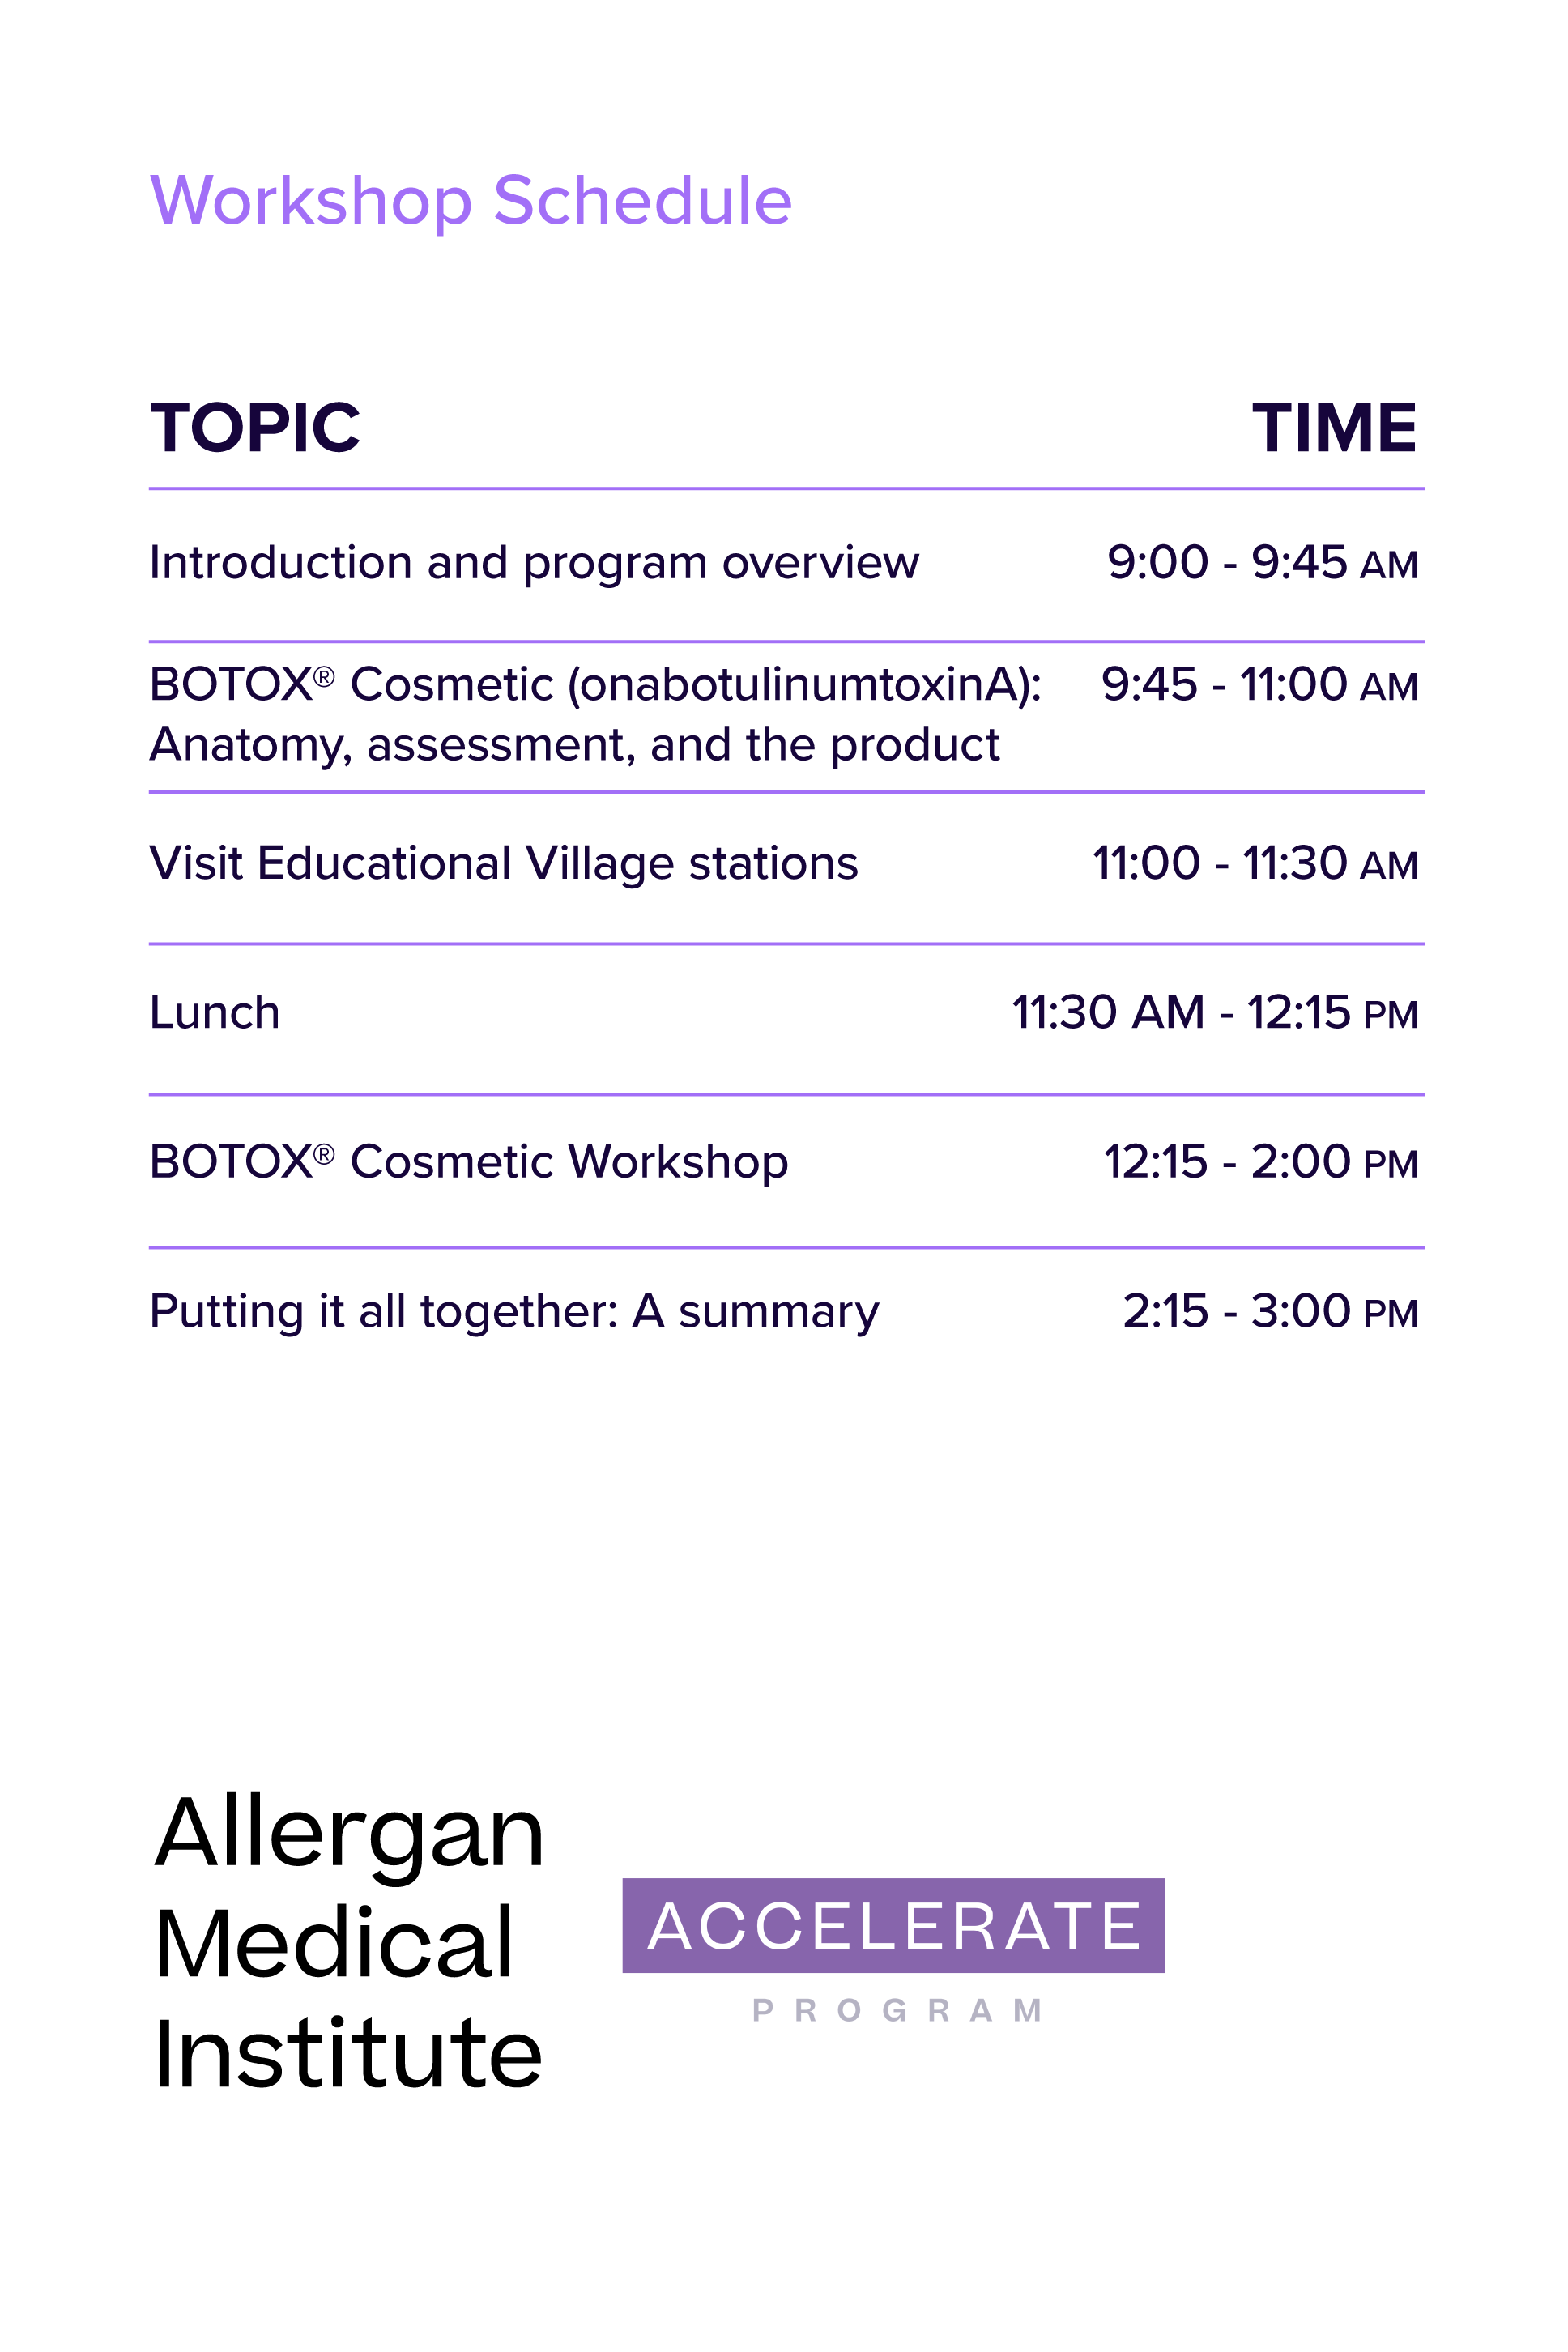 Workshop Schedule
TOPIC TIME
Introduction and program overview 9:00 - 9:45 AM
BOTOX® Cosmetic (onabotulinumtoxinA): 9:45 - 11:00 AM
Anatomy, assessment, and the product
Visit Educational Village stations 11:00 - 11:30 AM
Lunch 11:30 AM - 12:15 PM
BOTOX® Cosmetic Workshop 12:15 - 2:00 PM
Putting it all together: A summary 2:15 - 3:00 PM
Allergan
Medical
Institute
ACCELERATE
PROGRAM